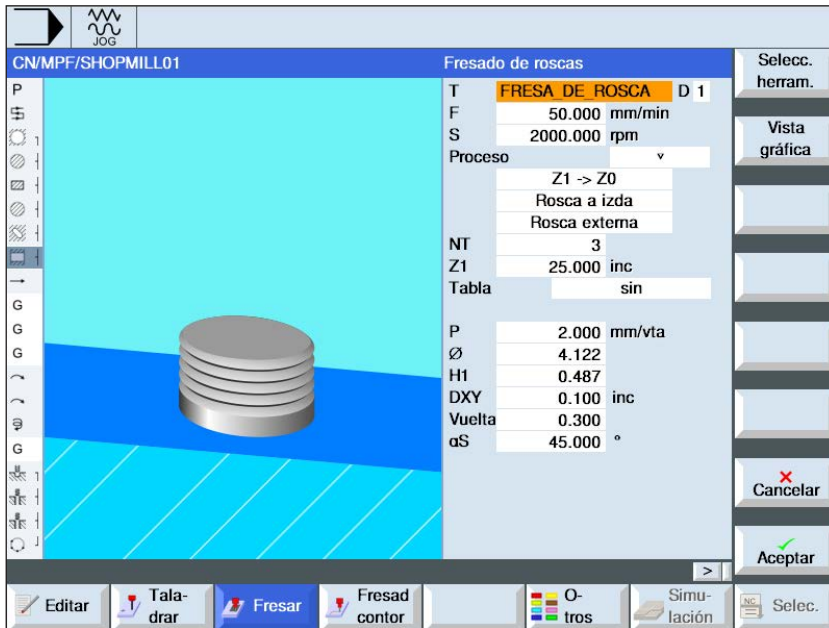 JOG
CN/MPF/SHOPMILL01
Fresado de roscas
T FRESA_DE_ROSCA D 1
F 50.000 mm/min
S 2000.000 rpm
Proceso ▿
Z1 -> Z0
Rosca a izda
Rosca externa
NT 3
Z1 25.000 inc
Tabla sin
P 2.000 mm/vta
Ø 4.122
H1 0.487
DXY 0.100 inc
Vuelta 0.300
αS 45.000 °
P
G
G
G
G
Selecc.
herram.
Vista
gráfica
Cancelar
Aceptar
>
Editar
Tala-
drar
Fresar
Fresad
contor
O-
tros
Simu-
lación
NC
Selec.